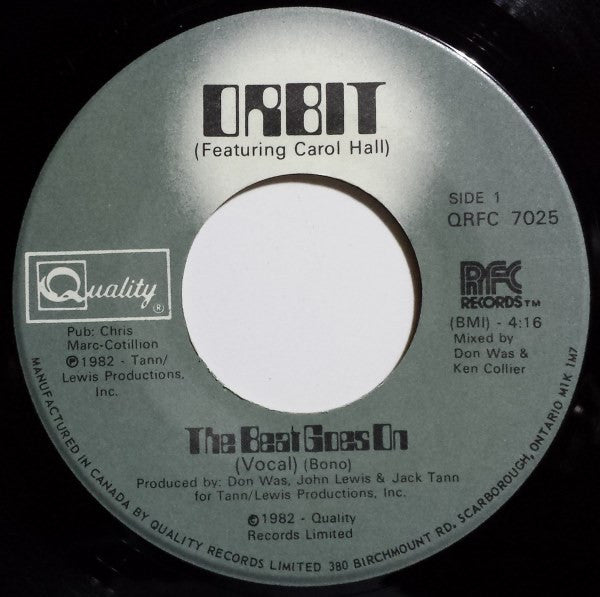 ORBIT
(Featuring Carol Hall)
SIDE 1
QRFC 7025
Quality ®
RFC
RECORDS™
Pub: Chris
Marc-Cotillion
℗1982 - Tann/
Lewis Productions,
Inc.
(BMI) - 4:16
Mixed by
Don Was &
Ken Collier
The Beat Goes On
(Vocal) (Bono)
Produced by: Don Was, John Lewis & Jack Tann
for Tann/Lewis Productions, Inc.
©1982 - Quality
Records Limited
MANUFACTURED IN CANADA BY QUALITY RECORDS LIMITED 380 BIRCHMOUNT RD. SCARBOROUGH, ONTARIO M1K 1M7